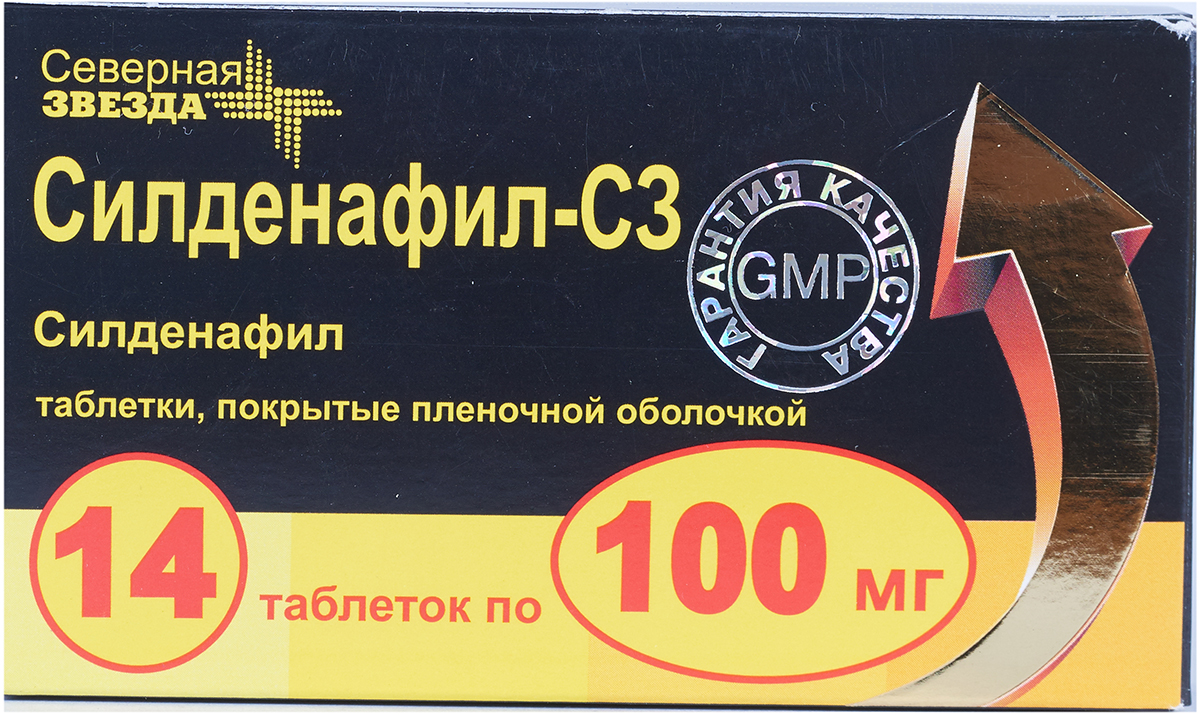 Северная
ЗВЕЗДА
Силденафил-СЗ
ГАРАНТИЯ КАЧЕСТВА
GMP
Силденафил
таблетки, покрытые пленочной оболочкой
14 таблеток по 100 мг